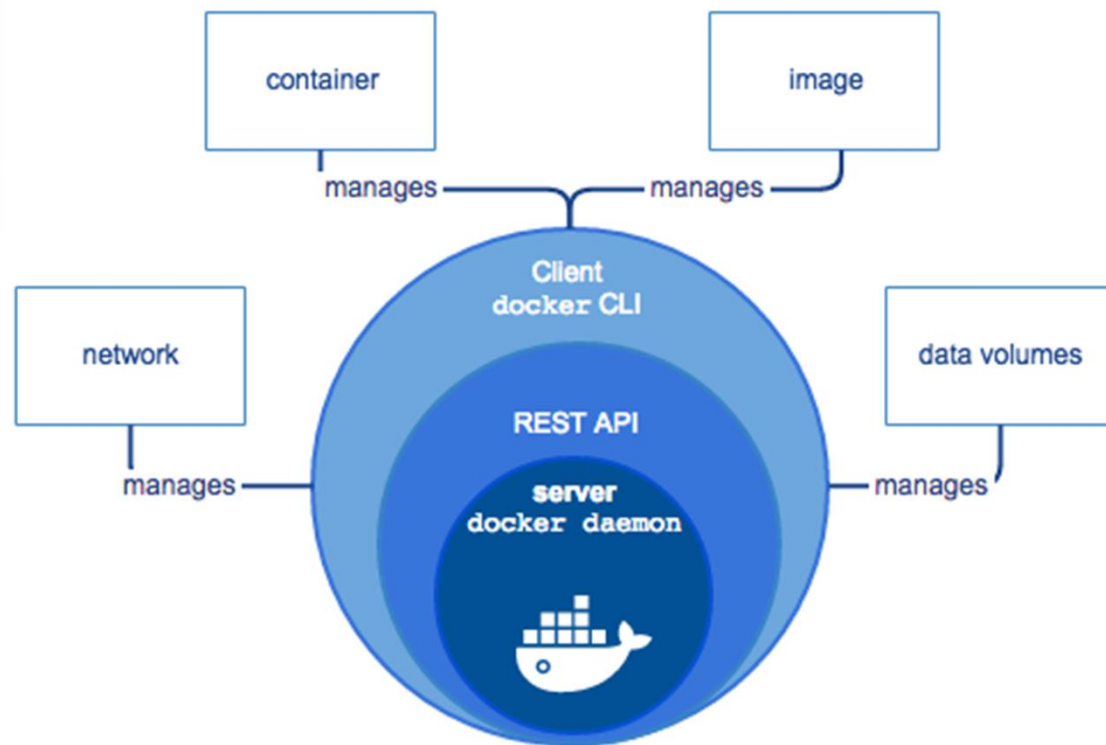 container
image
manages
manages
Client
docker CLI
network
data volumes
REST API
manages
manages
server
docker daemon